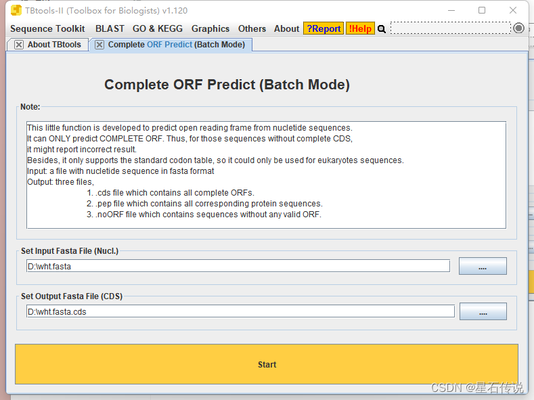 TBtools-II (Toolbox for Biologists) v1.120
Sequence Toolkit BLAST GO & KEGG Graphics Others About ?Report !Help
About TBtools Complete ORF Predict (Batch Mode)
Complete ORF Predict (Batch Mode)
Note:
This little function is developed to predict open reading frame from nucletide sequences.
It can ONLY predict COMPLETE ORF. Thus, for those sequences without complete CDS,
it might report incorrect result.
Besides, it only supports the standard codon table, so it could only be used for eukaryotes sequences.
Input: a file with nuctetide sequence in fasta format
Output: three files,
1. .cds file which contains all complete ORFs.
2. .pep file which contains all corresponding protein sequences.
3. .noORF file which contains sequences without any valid ORF.
Set Input Fasta File (Nucl.)
D:\wht.fasta ....
Set Output Fasta File (CDS)
D:\wht.fasta.cds ....
Start
CSDN @星石传说